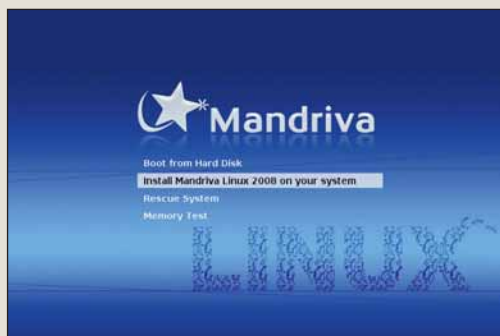 Mandriva
Boot from Hard Disk
Install Mandriva Linux 2008 on your system
Rescue System
Memory Test
LINUX